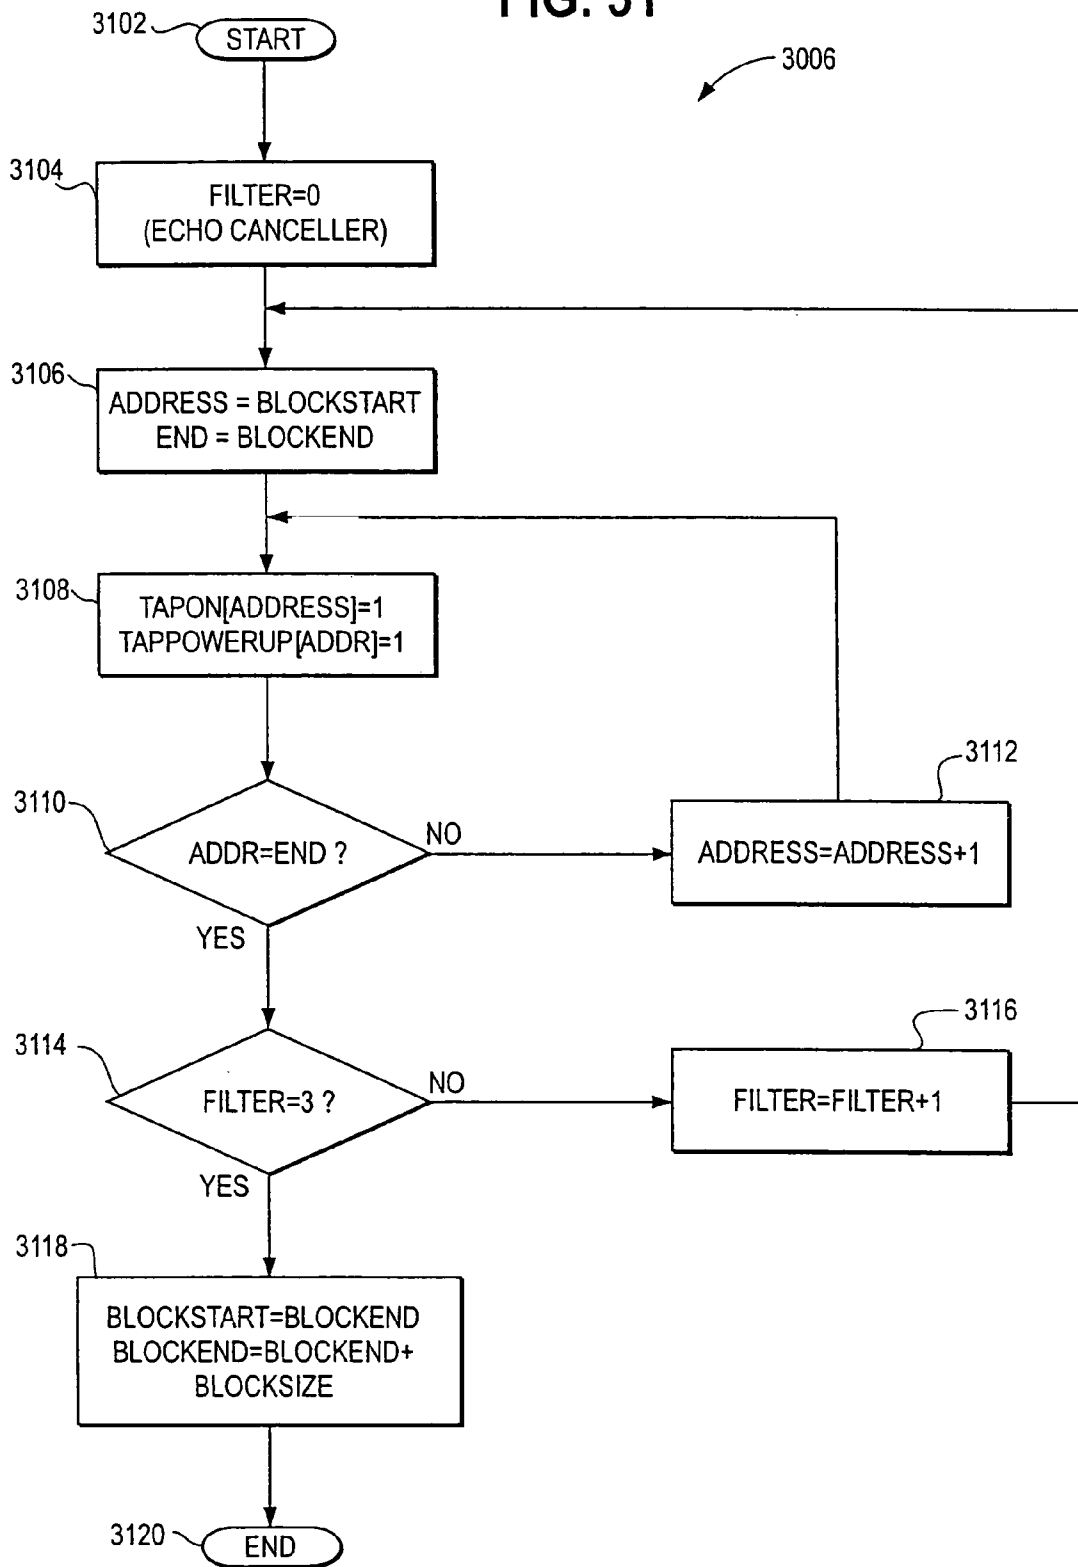 FIG. 31
3102
START
3006
3104
FILTER=0
(ECHO CANCELLER)
3106
ADDRESS = BLOCKSTART
END = BLOCKEND
3108
TAPON[ADDRESS]=1
TAPPOWERUP[ADDR]=1
3110
ADDR=END ?
NO
3112
ADDRESS=ADDRESS+1
YES
3114
FILTER=3 ?
NO
3116
FILTER=FILTER+1
YES
3118
BLOCKSTART=BLOCKEND
BLOCKEND=BLOCKEND+
BLOCKSIZE
3120
END